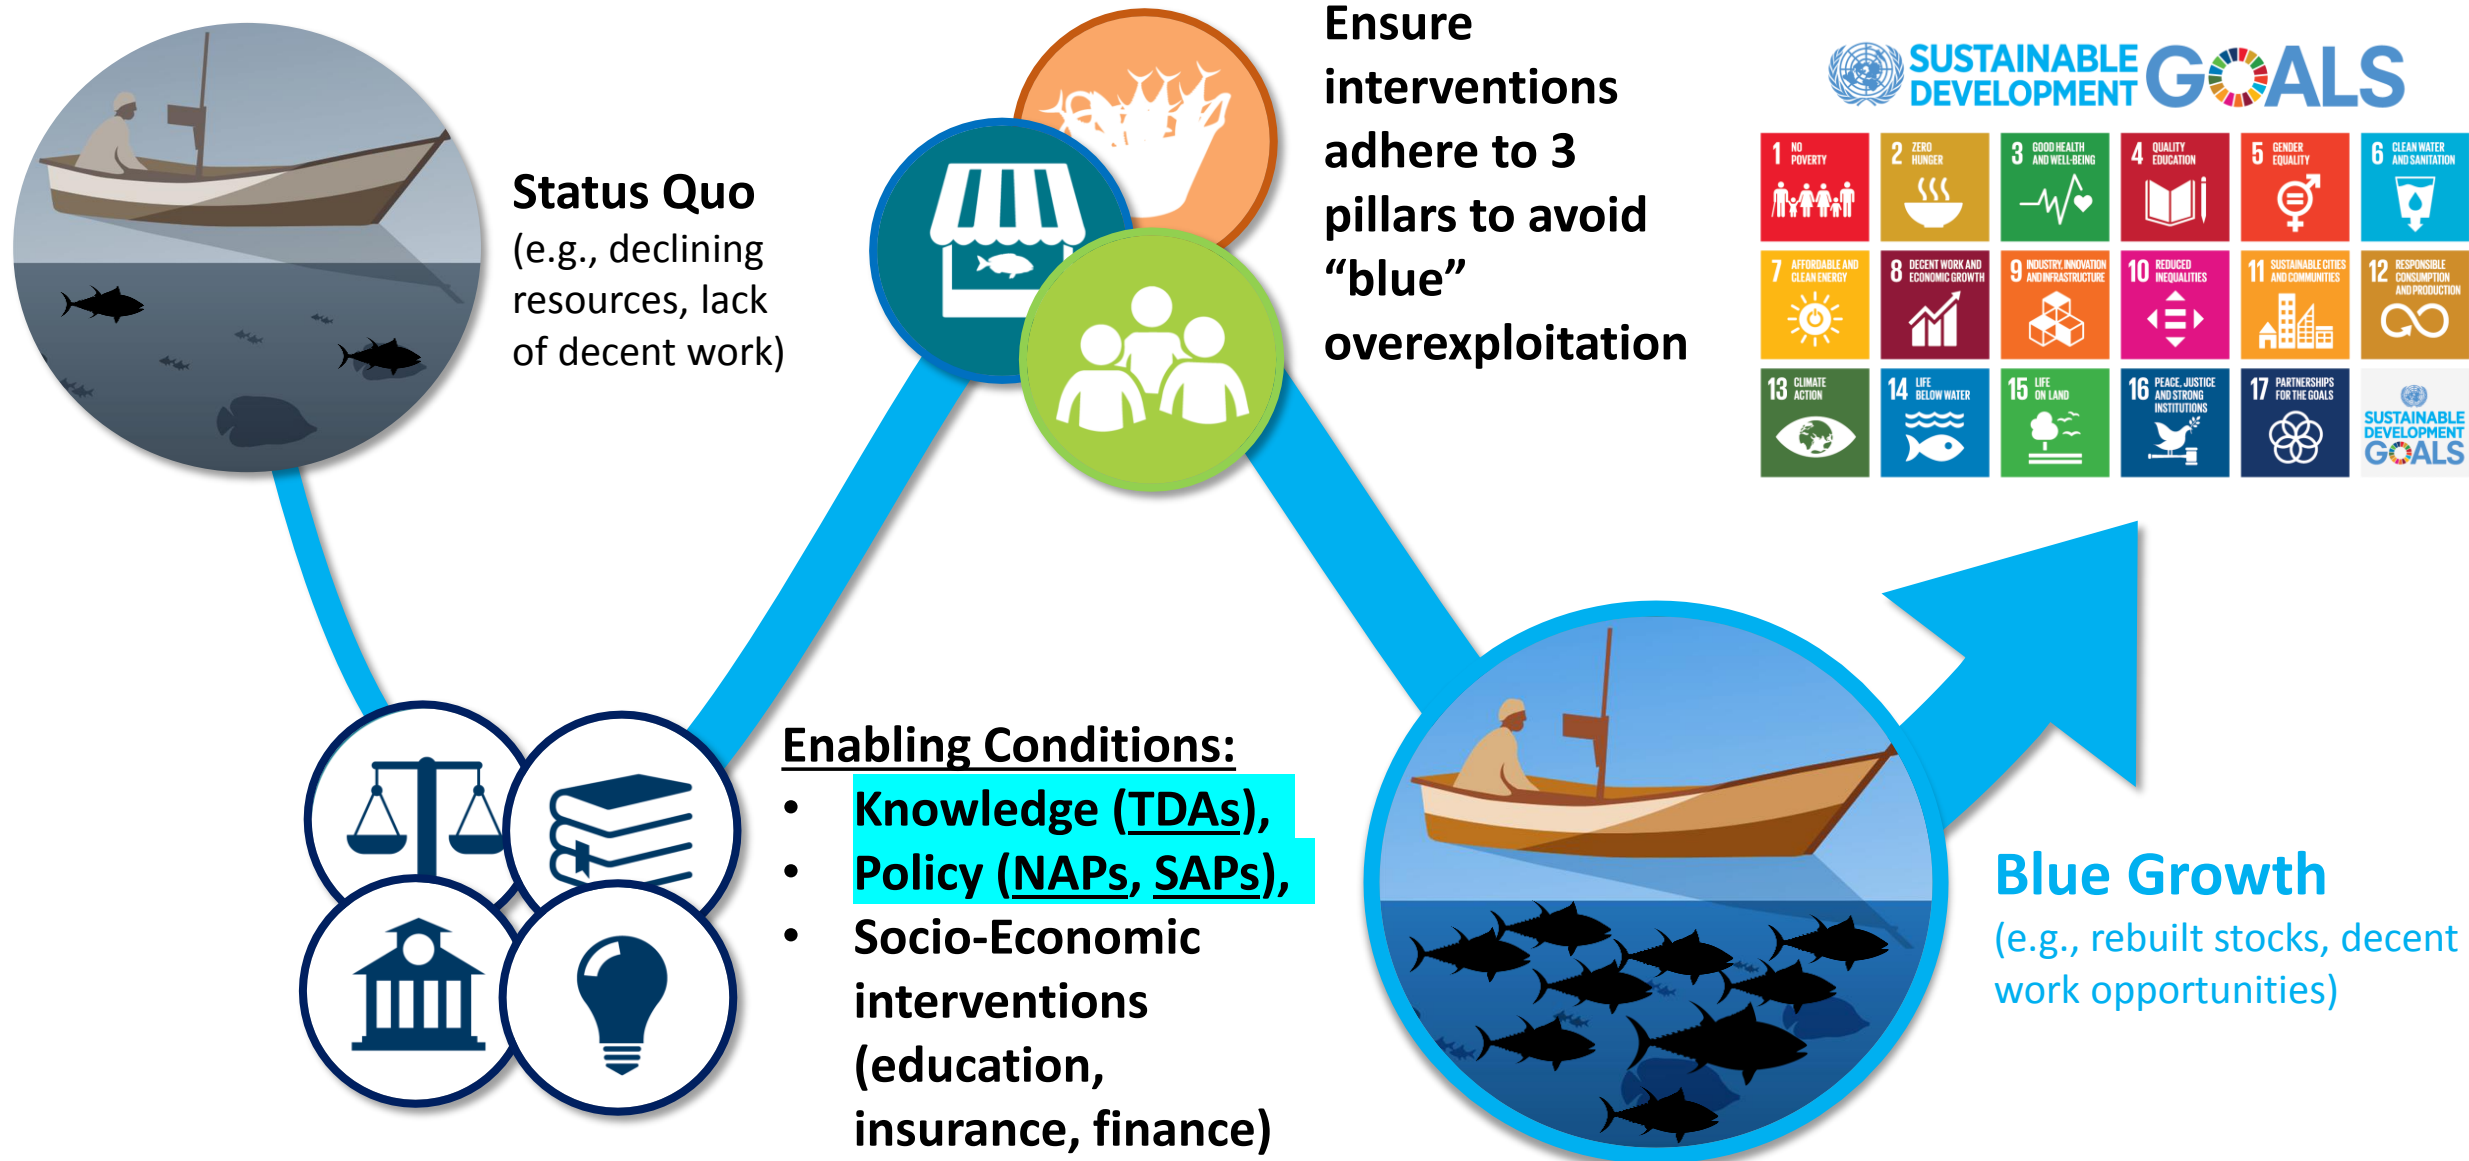 Status Quo
(e.g., declining
resources, lack
of decent work)
Ensure
interventions
adhere to 3
pillars to avoid
“blue”
overexploitation
SUSTAINABLE
DEVELOPMENT
GOALS
1 NO
POVERTY
2 ZERO
HUNGER
3 GOOD HEALTH
AND WELL-BEING
4 QUALITY
EDUCATION
5 GENDER
EQUALITY
6 CLEAN WATER
AND SANITATION
7 AFFORDABLE AND
CLEAN ENERGY
8 DECENT WORK AND
ECONOMIC GROWTH
9 INDUSTRY, INNOVATION
AND INFRASTRUCTURE
10 REDUCED
INEQUALITIES
11 SUSTAINABLE CITIES
AND COMMUNITIES
12 RESPONSIBLE
CONSUMPTION
AND PRODUCTION
13 CLIMATE
ACTION
14 LIFE
BELOW WATER
15 LIFE
ON LAND
16 PEACE, JUSTICE
AND STRONG
INSTITUTIONS
17 PARTNERSHIPS
FOR THE GOALS
SUSTAINABLE
DEVELOPMENT
GOALS
Enabling Conditions:
• Knowledge (TDAs),
• Policy (NAPs, SAPs),
• Socio-Economic
interventions
(education,
insurance, finance)
Blue Growth
(e.g., rebuilt stocks, decent
work opportunities)